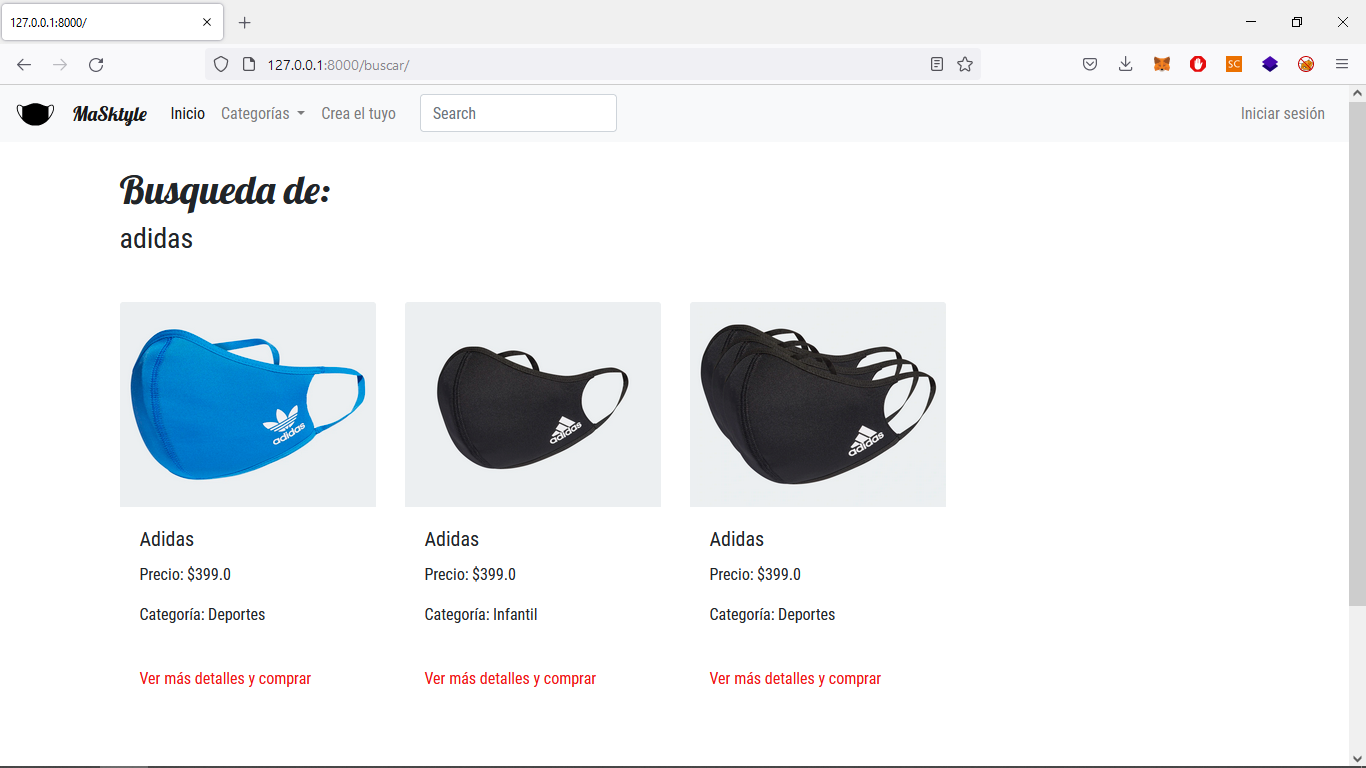 127.0.0.1:8000/
127.0.0.1:8000/buscar/
SC
MaSktyle Inicio Categorías Crea el tuyo Search Iniciar sesión
Busqueda de:
adidas
adidas adidas adidas
Adidas Adidas Adidas
Precio: $399.0 Precio: $399.0 Precio: $399.0
Categoría: Deportes Categoría: Infantil Categoría: Deportes
Ver más detalles y comprar Ver más detalles y comprar Ver más detalles y comprar